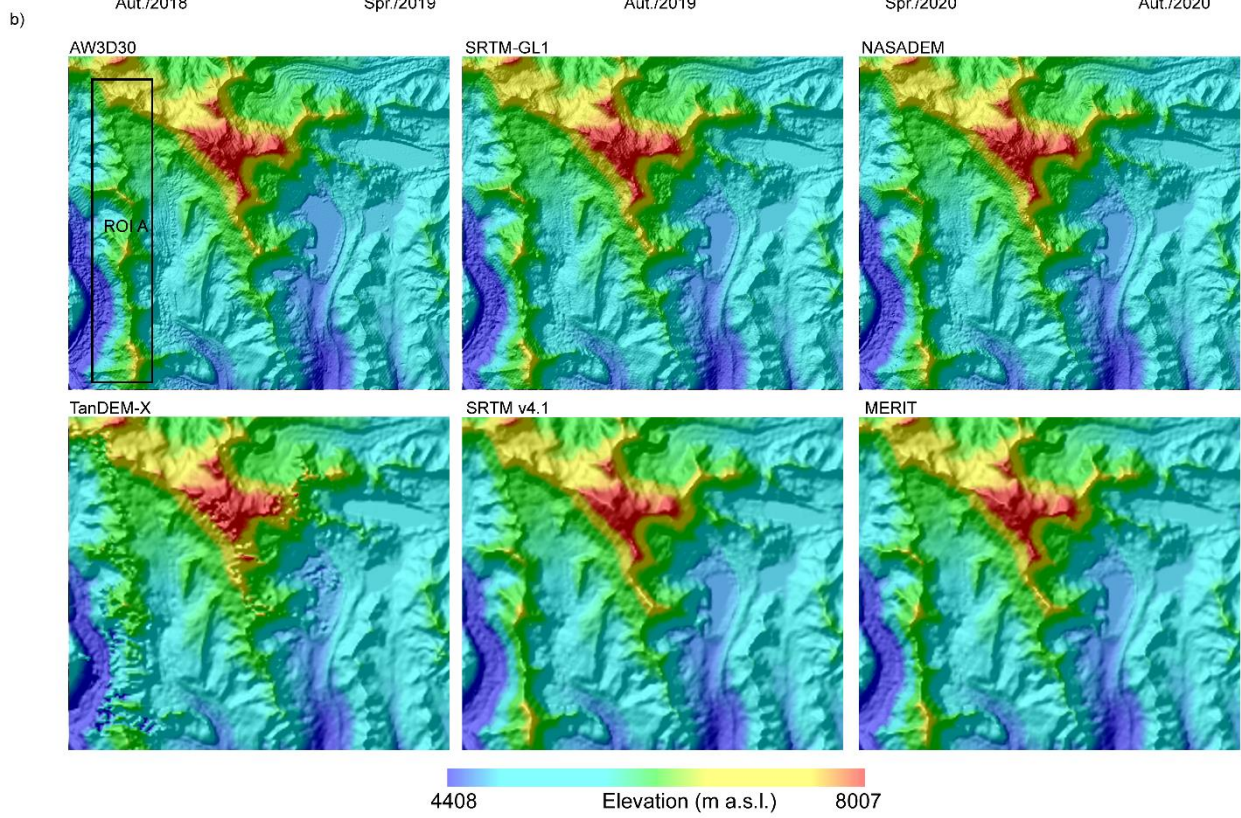 Aut./2018 Spr./2019 Aut./2019 Spr./2020 Aut./2020
b)
AW3D30 SRTM-GL1 NASADEM
ROI A
TanDEM-X SRTM v4.1 MERIT
4408 Elevation (m a.s.l.) 8007